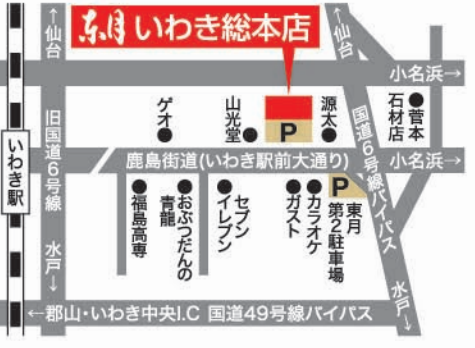 東月 いわき総本店
←仙台
←仙台
小名浜→
ゲオ
山光堂
P
源太
国道6号線バイパス
菅本石材店
旧国道6号線
いわき駅
鹿島街道(いわき駅前大通り)
小名浜→
福島高専
おぶつだんの青龍
セブンイレブン
ガスト
カラオケ
P
東月第2駐車場
水戸→
水戸→
←郡山・いわき中央I.C 国道49号線バイパス